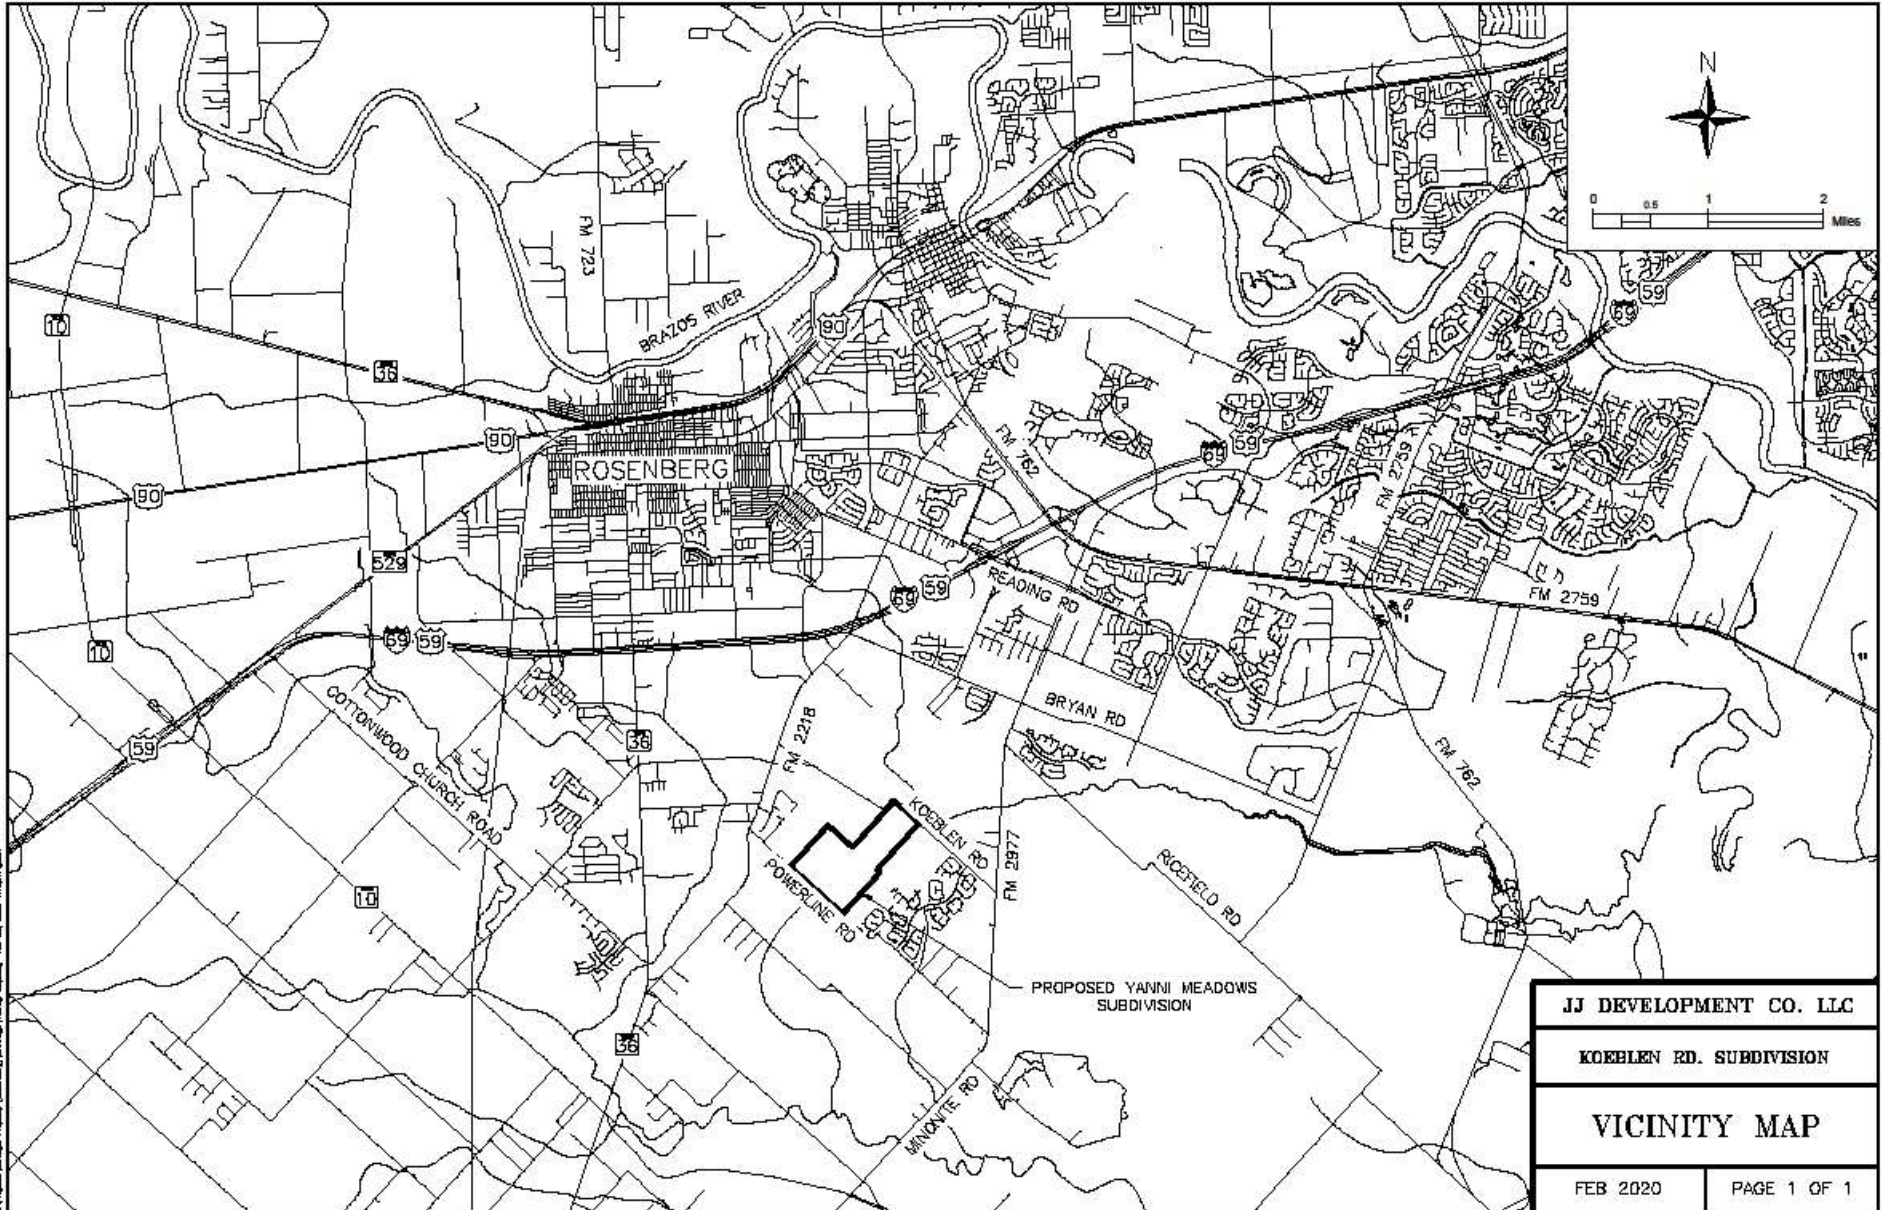 N
0 0.5 1 2
Miles
FM 723
BRAZOS RIVER
90
59
69
10
36
90
ROSENBERG
FM 762
69
59
FM 2759
90
529
69
59
READING RD
FM 2759
10
69
59
COTTONWOOD CHURCH ROAD
59
36
FM 2218
BRYAN RD
FM 762
KOEBLEN RD
FM 2977
RICEFIELD RD
POWERLINE RD
10
PROPOSED YANNI MEADOWS
SUBDIVISION
36
MINONITE RD
JJ DEVELOPMENT CO. LLC
KOEBLEN RD. SUBDIVISION
VICINITY MAP
FEB 2020
PAGE 1 OF 1